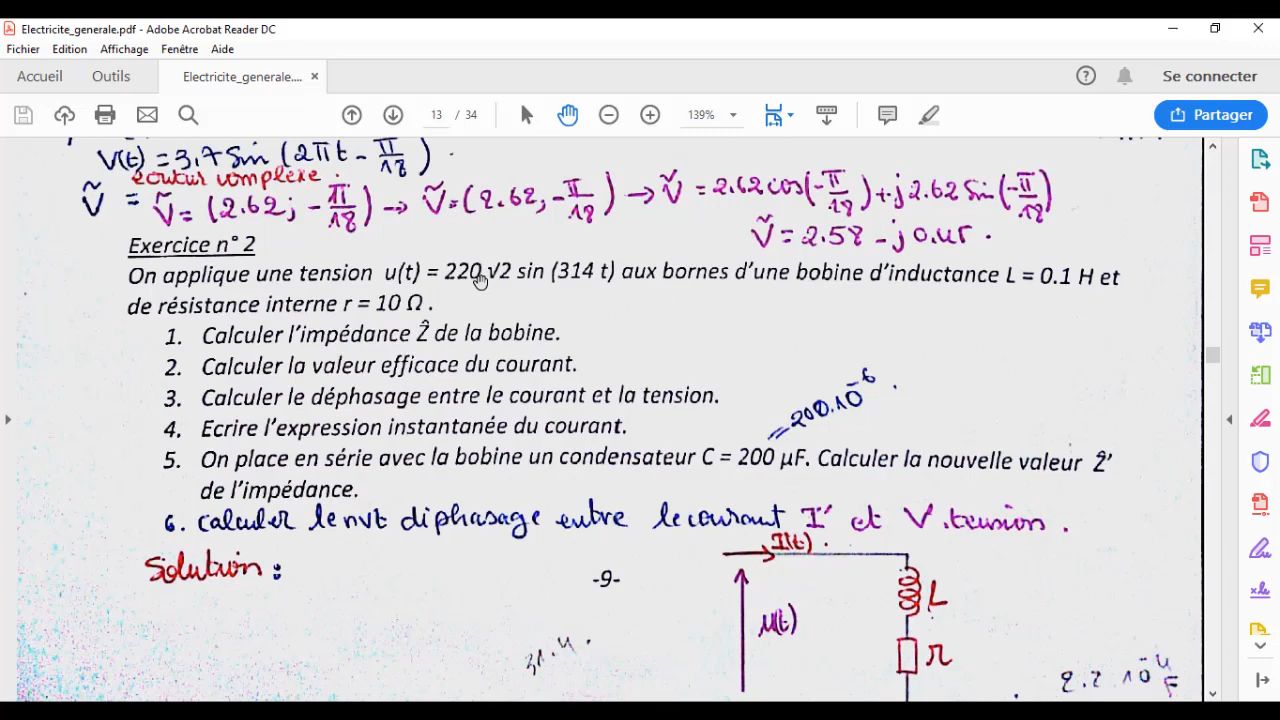 Electricite_generale.pdf - Adobe Acrobat Reader DC
Fichier Edition Affichage Fenêtre Aide
Accueil Outils Electricite_generale.... × Se connecter
13 / 34 139% Partager
V(t) = 3.7 Sin (2πt - π/18) .
Ṽ = Ṽ = (2.62; - π/18) → Ṽ = (2.62, - π/18) → Ṽ = 2.62 cos(-π/18) + j 2.62 Sin(-π/18)
Ṽ = 2.58 - j 0.45 .
Exercice n° 2
On applique une tension u(t) = 220 √2 sin (314 t) aux bornes d'une bobine d'inductance L = 0.1 H et
de résistance interne r = 10 Ω .
1. Calculer l'impédance Ẑ de la bobine.
2. Calculer la valeur efficace du courant.
3. Calculer le déphasage entre le courant et la tension.
4. Ecrire l'expression instantanée du courant.
= 200.10⁻⁶ .
5. On place en série avec la bobine un condensateur C = 200 µF. Calculer la nouvelle valeur Ẑ'
de l'impédance.
6. calculer le nvt diphasage entre le courant I' et V. tension .
Solution :
-9-
I(t) .
L
U(t)
r
31.4 .
2.2 10⁻⁴ F